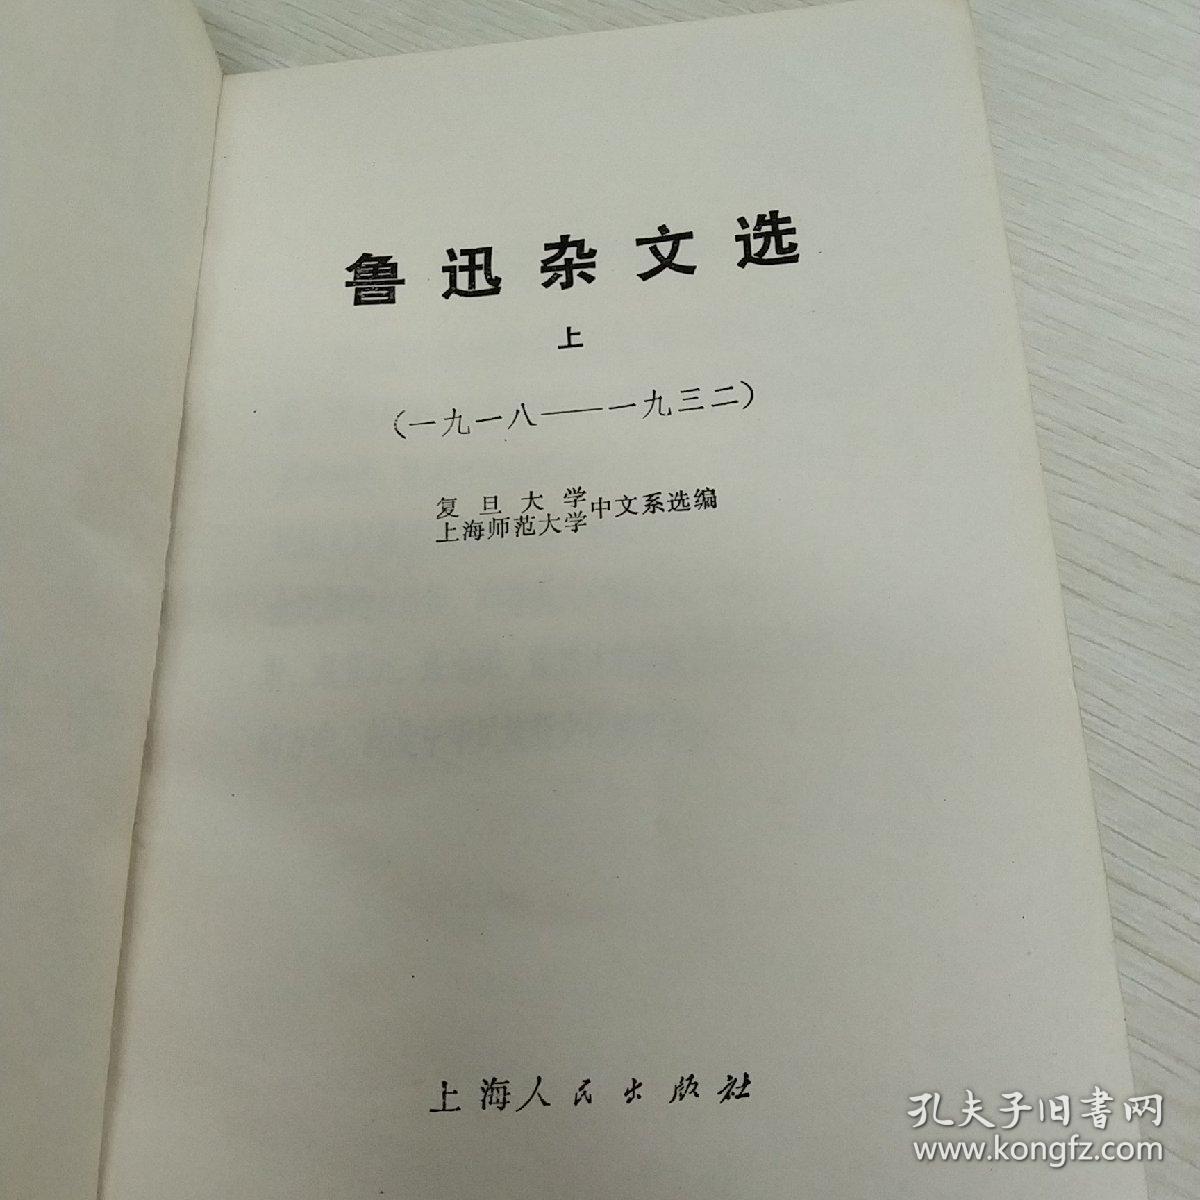 鲁迅杂文选
上
（一九一八——一九三二）
复旦大学
上海师范大学
中文系选编
上海人民出版社
孔夫子旧书网
www.kongfz.com